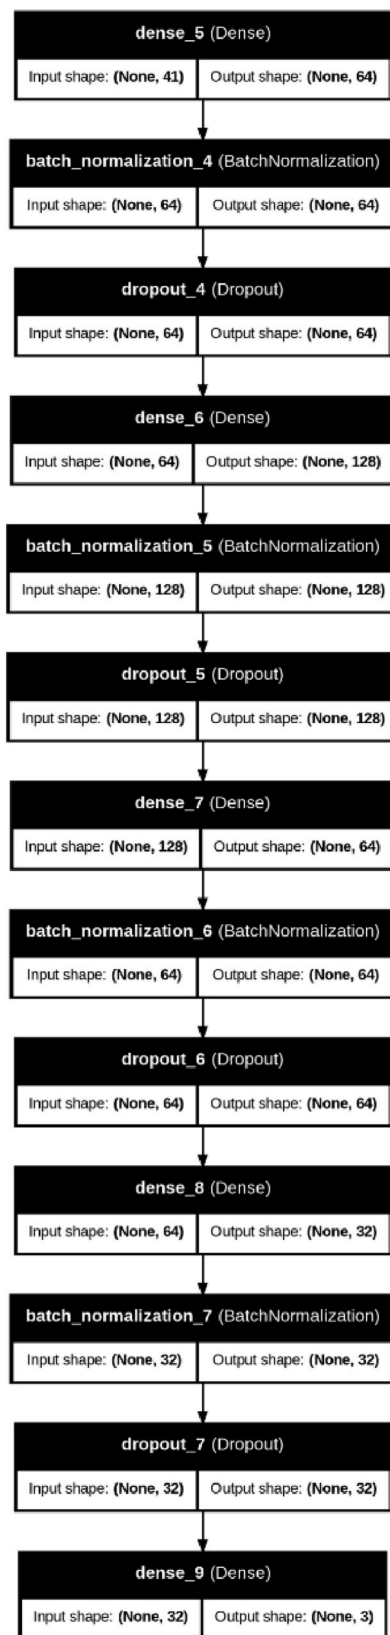 dense_5 (Dense)
Input shape: (None, 41) Output shape: (None, 64)
batch_normalization_4 (BatchNormalization)
Input shape: (None, 64) Output shape: (None, 64)
dropout_4 (Dropout)
Input shape: (None, 64) Output shape: (None, 64)
dense_6 (Dense)
Input shape: (None, 64) Output shape: (None, 128)
batch_normalization_5 (BatchNormalization)
Input shape: (None, 128) Output shape: (None, 128)
dropout_5 (Dropout)
Input shape: (None, 128) Output shape: (None, 128)
dense_7 (Dense)
Input shape: (None, 128) Output shape: (None, 64)
batch_normalization_6 (BatchNormalization)
Input shape: (None, 64) Output shape: (None, 64)
dropout_6 (Dropout)
Input shape: (None, 64) Output shape: (None, 64)
dense_8 (Dense)
Input shape: (None, 64) Output shape: (None, 32)
batch_normalization_7 (BatchNormalization)
Input shape: (None, 32) Output shape: (None, 32)
dropout_7 (Dropout)
Input shape: (None, 32) Output shape: (None, 32)
dense_9 (Dense)
Input shape: (None, 32) Output shape: (None, 3)